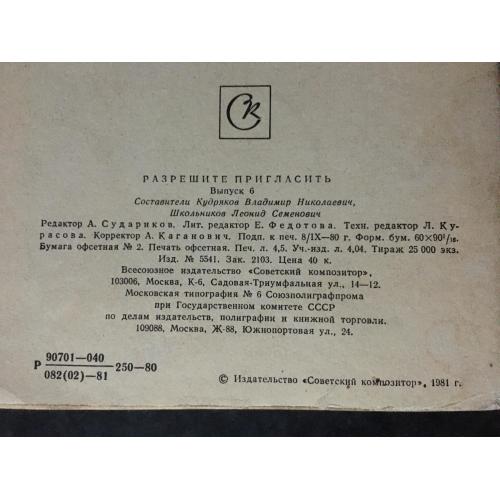 СК
РАЗРЕШИТЕ ПРИГЛАСИТЬ
Выпуск 6
Составители Кудряков Владимир Николаевич,
Школьников Леонид Семенович
Редактор А. Судариков. Лит. редактор Е. Федотова. Техн. редактор Л. Ку-
расова. Корректор А. Каганович. Подп. к печ. 8/IX—80 г. Форм. бум. 60×90¹/₁₆.
Бумага офсетная № 2. Печать офсетная. Печ. л. 4,5. Уч.-изд. л. 4,04. Тираж 25 000 экз.
Изд. № 5541. Зак. 2103. Цена 40 к.
Всесоюзное издательство «Советский композитор»,
103006, Москва, К-6, Садовая-Триумфальная ул., 14—12.
Московская типография № 6 Союзполиграфпрома
при Государственном комитете СССР
по делам издательств, полиграфии и книжной торговли.
109088, Москва, Ж-88, Южнопортовая ул., 24.
Р 90701—040
082(02)—81 250—80
© Издательство «Советский композитор», 1981 г.